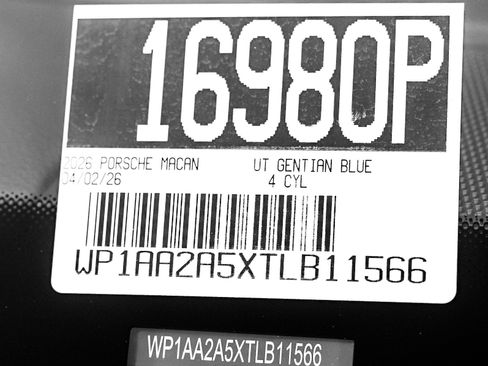 16980P
2026 PORSCHE MACAN UT GENTIAN BLUE
04/02/26 4 CYL
WP1AA2A5XTLB11566
WP1AA2A5XTLB11566